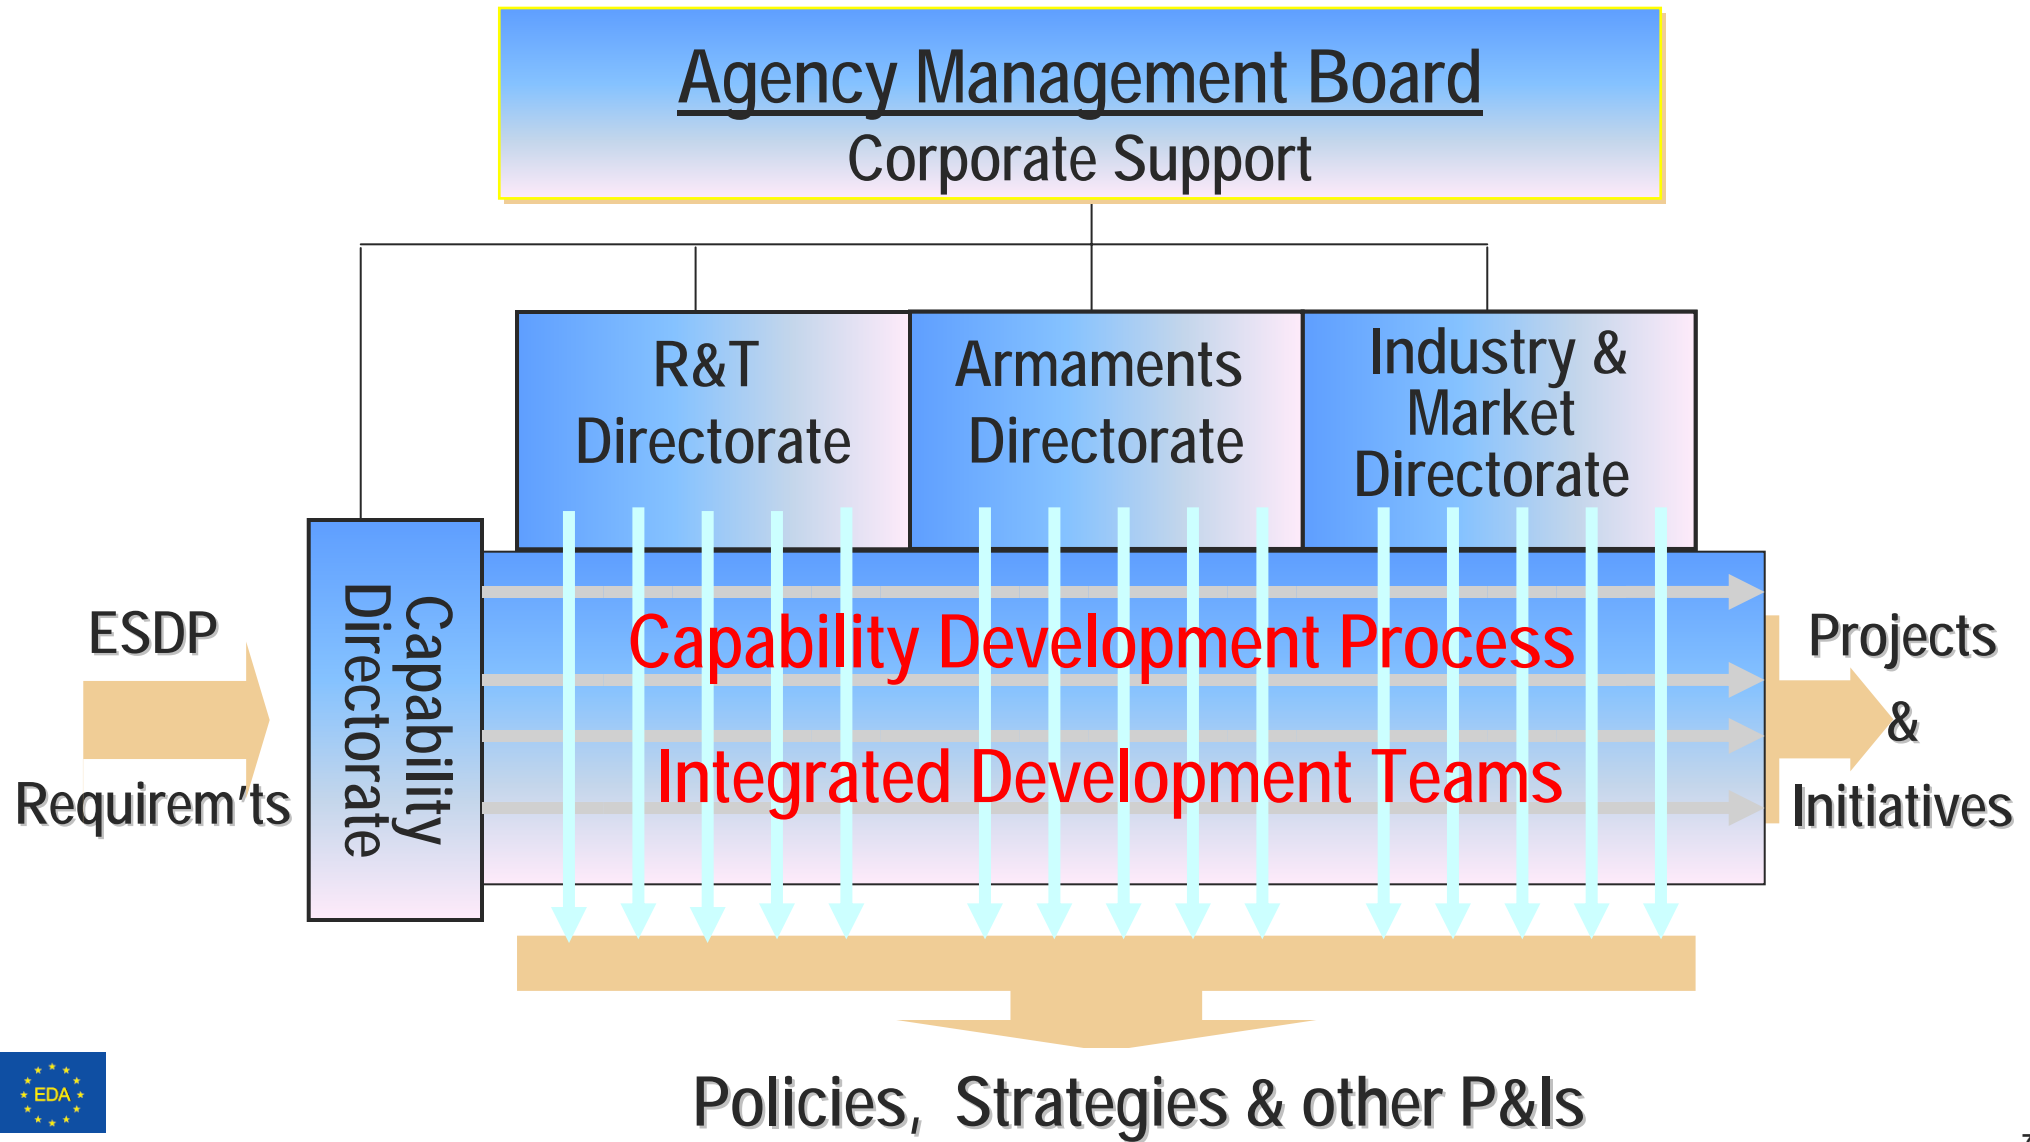 Agency Management Board
Corporate Support
R&T
Directorate
Armaments
Directorate
Industry &
Market
Directorate
Capability
Directorate
ESDP
Requirem'ts
Capability Development Process
Integrated Development Teams
Projects
&
Initiatives
Policies, Strategies & other P&Is
EDA